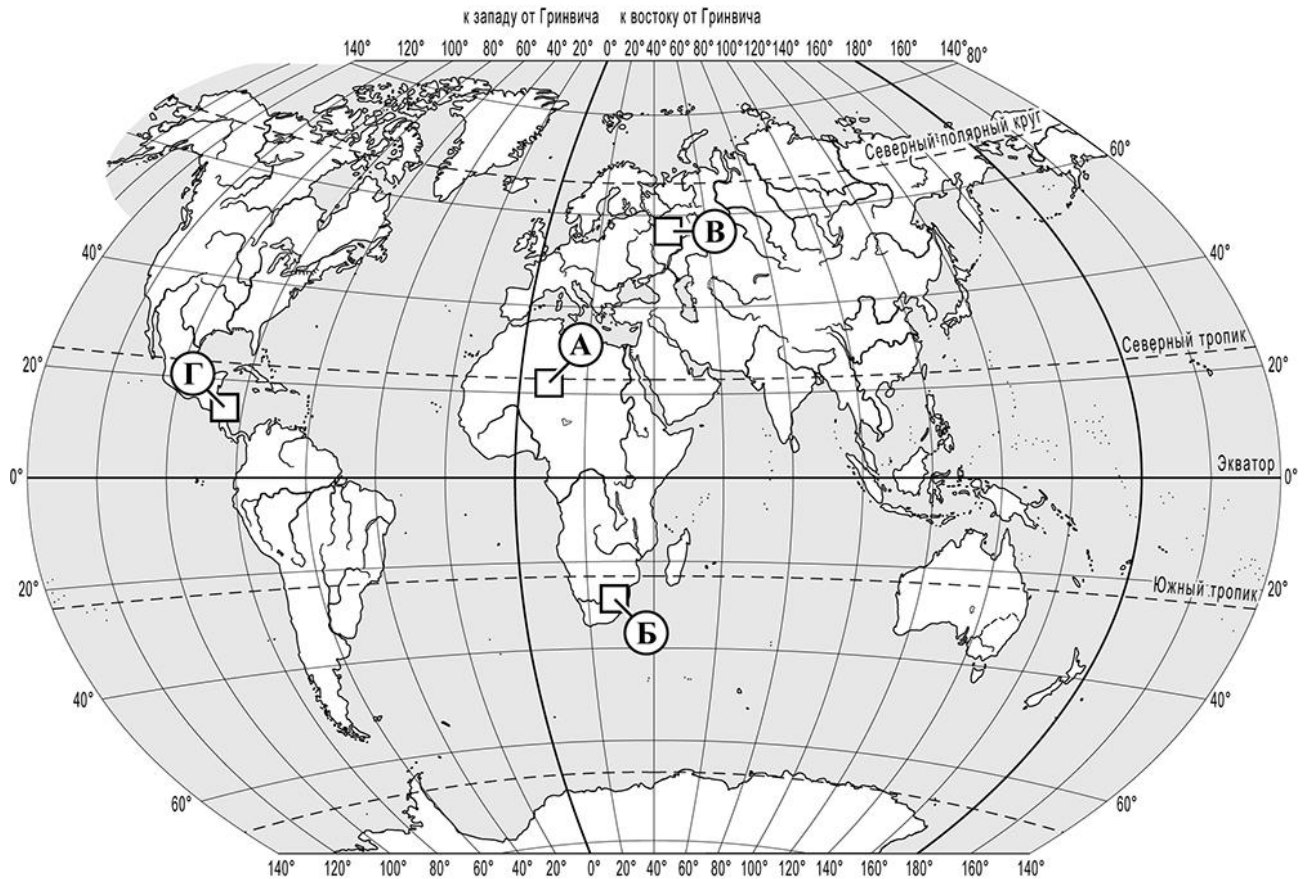 к западу от Гринвича к востоку от Гринвича
140° 120° 100° 80° 60° 40° 20° 0° 20° 40° 60° 80° 100° 120° 140° 160° 180° 160° 140° 80°
Северный полярный круг
60°
В
40° 40°
Северный тропик
А
20° 20°
Г
0° Экватор 0°
20° Южный тропик 20°
Б
40° 40°
60° 60°
140° 120° 100° 80° 60° 40° 20° 0° 20° 40° 60° 80° 100° 120° 140° 160° 180° 160° 140°